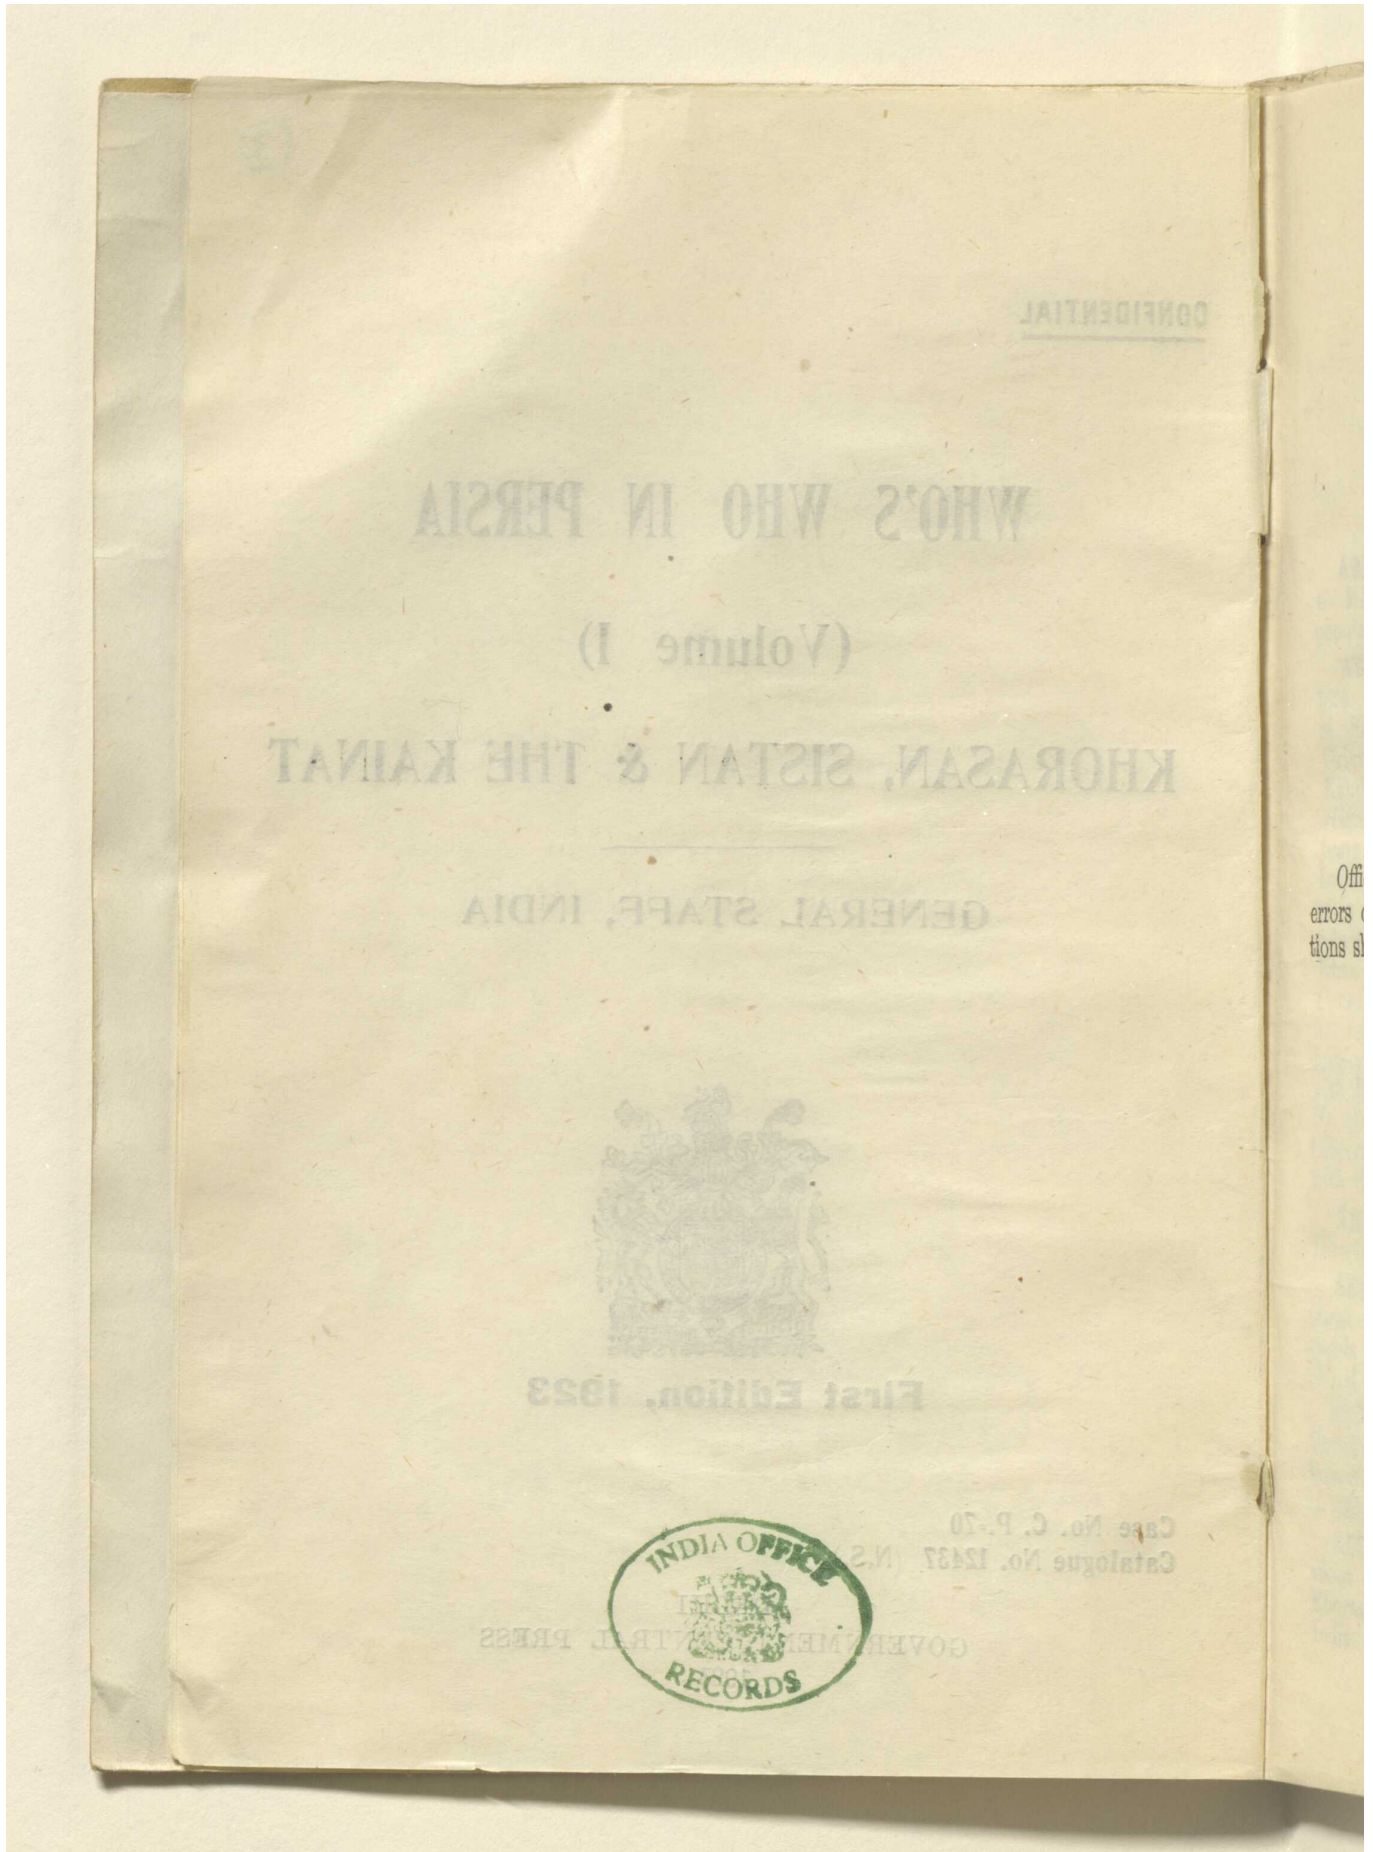 CONFIDENTIAL
WHO'S WHO IN PERSIA
(Volume I)
KHORASAN, SISTAN & THE KAINAT
GENERAL STAFF, INDIA
First Edition, 1923
Case No. C. P.-70
Catalogue No. 12437 (N.S.
GOVERNMENT CENTRAL PRESS
INDIA OFFICE
RECORDS
Offi
errors
tions